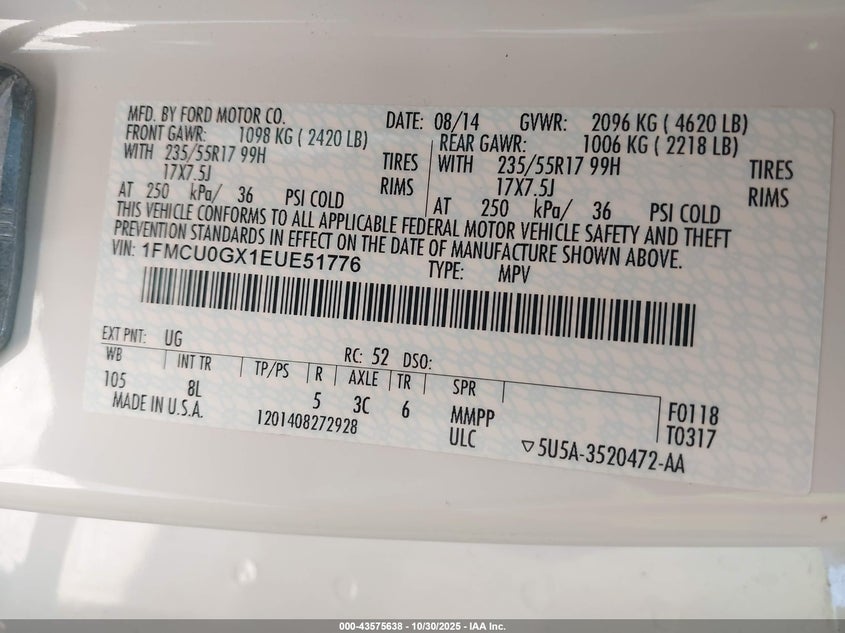 MFD. BY FORD MOTOR CO. DATE: 08/14 GVWR: 2096 KG ( 4620 LB)
FRONT GAWR: 1098 KG ( 2420 LB) REAR GAWR: 1006 KG ( 2218 LB)
WITH 235/55R17 99H TIRES WITH 235/55R17 99H TIRES
17X7.5J RIMS 17X7.5J RIMS
AT 250 kPa/ 36 PSI COLD AT 250 kPa/ 36 PSI COLD
THIS VEHICLE CONFORMS TO ALL APPLICABLE FEDERAL MOTOR VEHICLE SAFETY AND THEFT
PREVENTION STANDARDS IN EFFECT ON THE DATE OF MANUFACTURE SHOWN ABOVE.
VIN: 1FMCU0GX1EUE51776 TYPE: MPV
EXT PNT: UG RC: 52 DSO:
WB INT TR TP/PS R AXLE TR SPR
105 8L 5 3C 6 MMPP F0118
MADE IN U.S.A. 1201408272928 ULC T0317
▽5U5A-3520472-AA
000-43575638 - 10/30/2025 - IAA Inc.